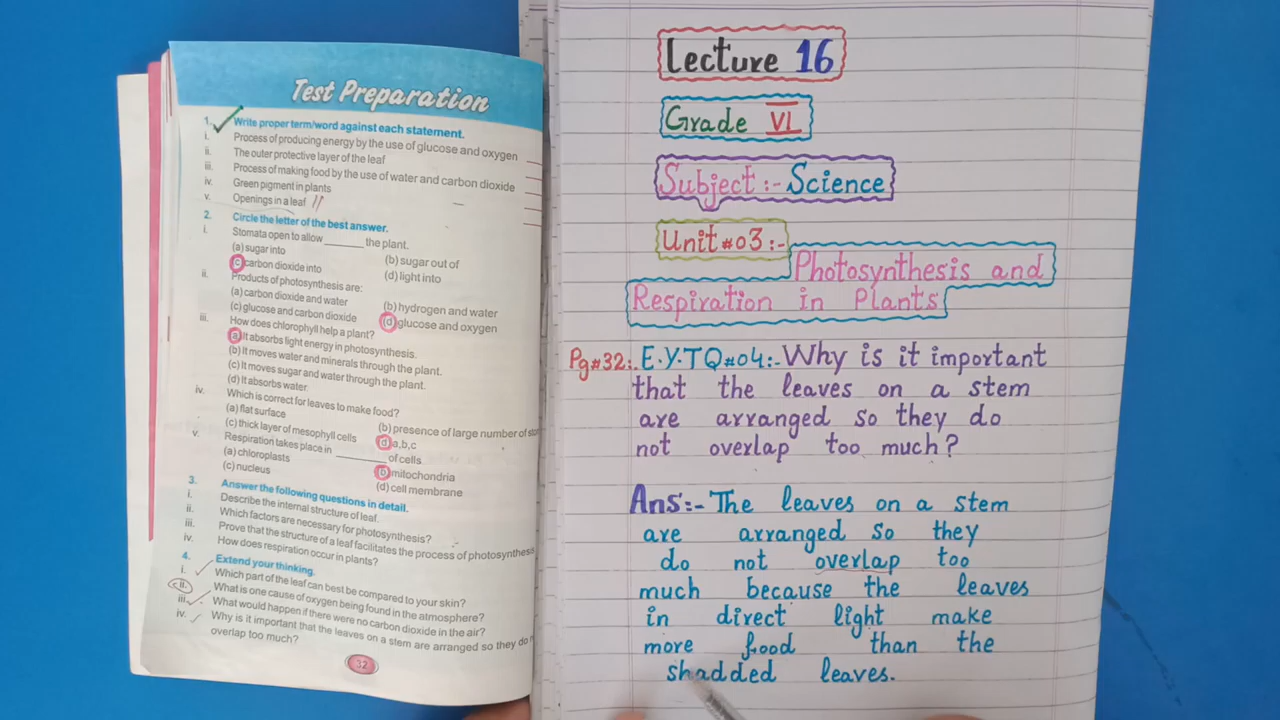 Test Preparation
1. Write proper term/word against each statement.
i. Process of producing energy by the use of glucose and oxygen
ii. The outer protective layer of the leaf
iii. Process of making food by the use of water and carbon dioxide
iv. Green pigment in plants
v. Openings in a leaf
2. Circle the letter of the best answer.
i. Stomata open to allow ______ the plant.
(a) sugar into (b) sugar out of
(c) carbon dioxide into (d) light into
ii. Products of photosynthesis are:
(a) carbon dioxide and water (b) hydrogen and water
(c) glucose and carbon dioxide (d) glucose and oxygen
iii. How does chlorophyll help a plant?
(a) It absorbs light energy in photosynthesis.
(b) It moves water and minerals through the plant.
(c) It moves sugar and water through the plant.
(d) It absorbs water.
iv. Which is correct for leaves to make food?
(a) flat surface (b) presence of large number of
(c) thick layer of mesophyll cells (d) a,b,c
v. Respiration takes place in ________ of cells.
(a) chloroplasts (b) mitochondria
(c) nucleus (d) cell membrane
3. Answer the following questions in detail.
i. Describe the internal structure of leaf.
ii. Which factors are necessary for photosynthesis?
iii. Prove that the structure of a leaf facilitates the process of photosynthesis
iv. How does respiration occur in plants?
4. Extend your thinking.
i. Which part of the leaf can best be compared to your skin?
ii. What is one cause of oxygen being found in the atmosphere?
iii. What would happen if there were no carbon dioxide in the air?
iv. Why is it important that the leaves on a stem are arranged so they do
overlap too much?
32
Lecture 16
Grade VI
Subject:- Science
Unit#03:-
Photosynthesis and
Respiration in Plants
Pg#32:. E.Y.T Q#04:- Why is it important
that the leaves on a stem
are arranged so they do
not overlap too much?
Ans:- The leaves on a stem
are arranged so they
do not overlap too
much because the leaves
in direct light make
more food than the
shadded leaves.